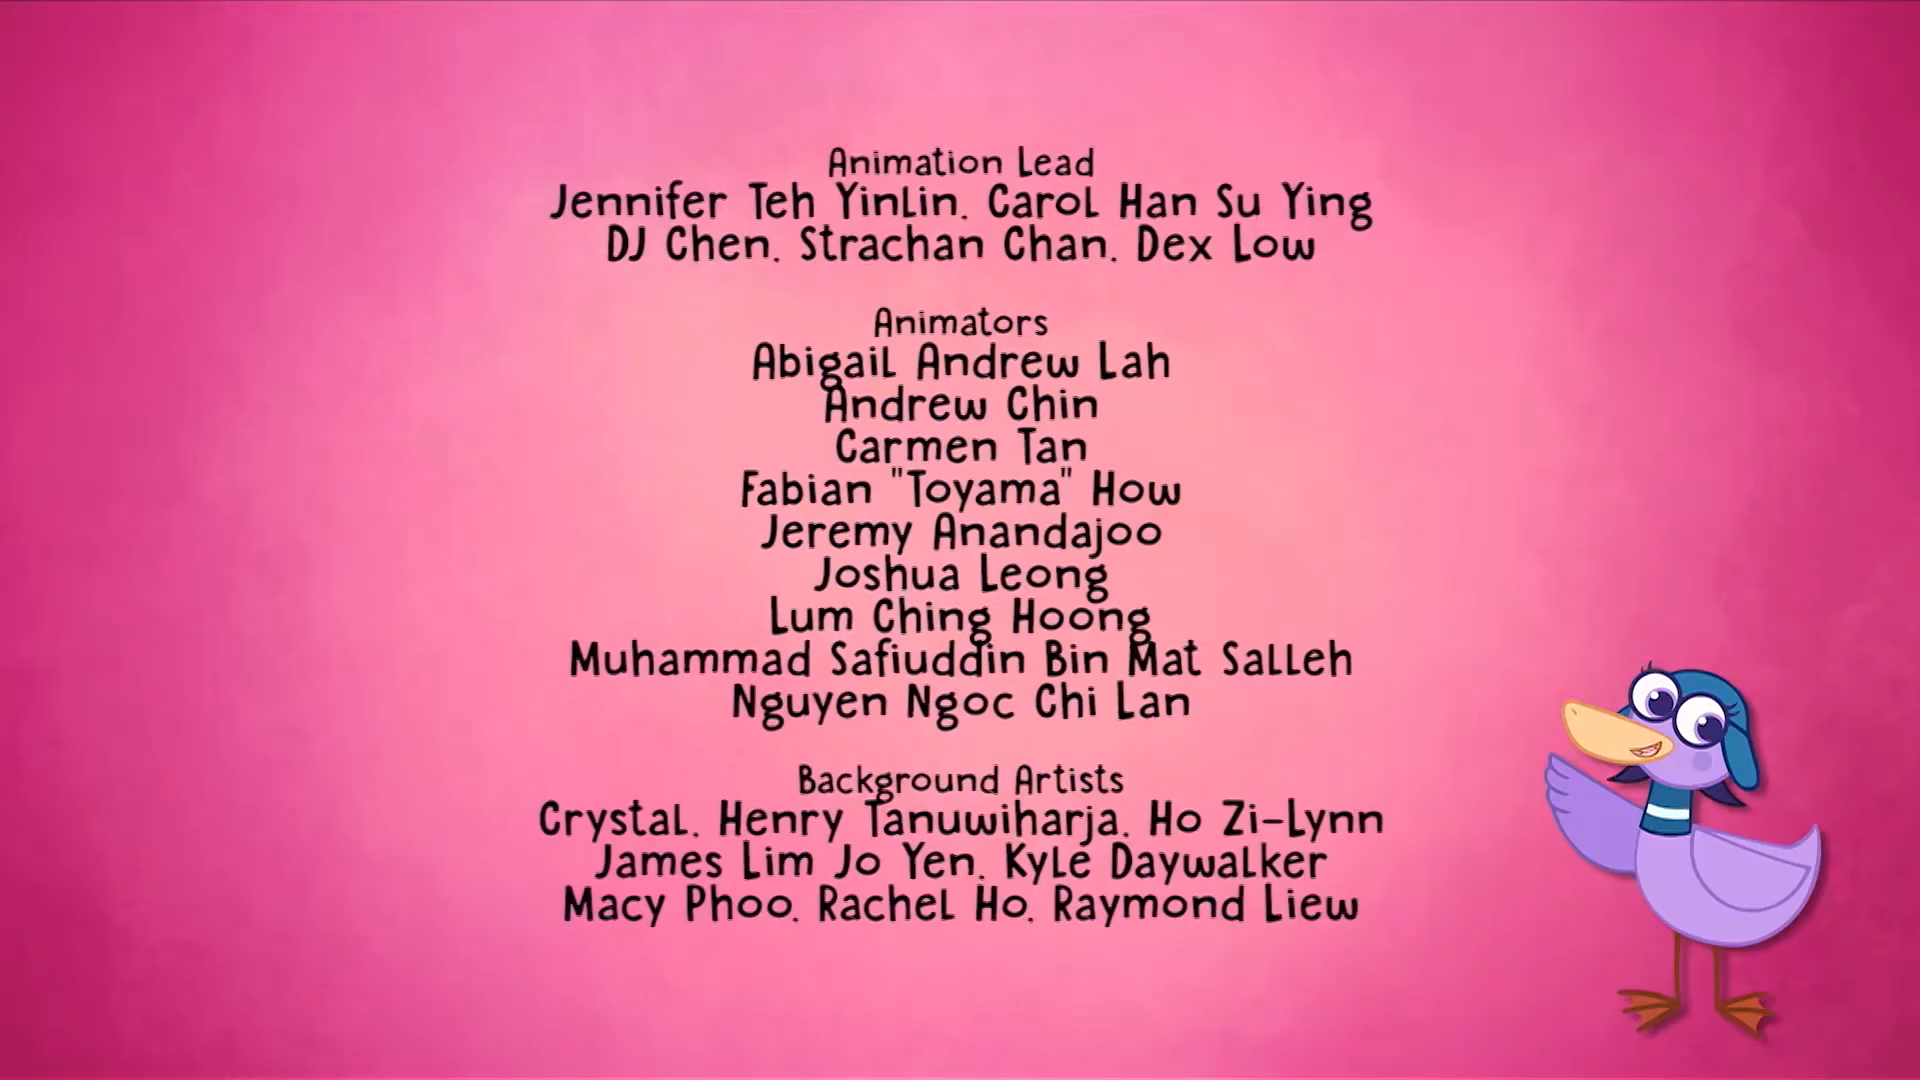 Animation Lead
Jennifer Teh YinLin, Carol Han Su Ying
DJ Chen, Strachan Chan, Dex Low
Animators
Abigail Andrew Lah
Andrew Chin
Carmen Tan
Fabian "Toyama" How
Jeremy Anandajoo
Joshua Leong
Lum Ching Hoong
Muhammad Safiuddin Bin Mat Salleh
Nguyen Ngoc Chi Lan
Background Artists
Crystal, Henry Tanuwiharja, Ho Zi-Lynn
James Lim Jo Yen, Kyle Daywalker
Macy Phoo, Rachel Ho, Raymond Liew